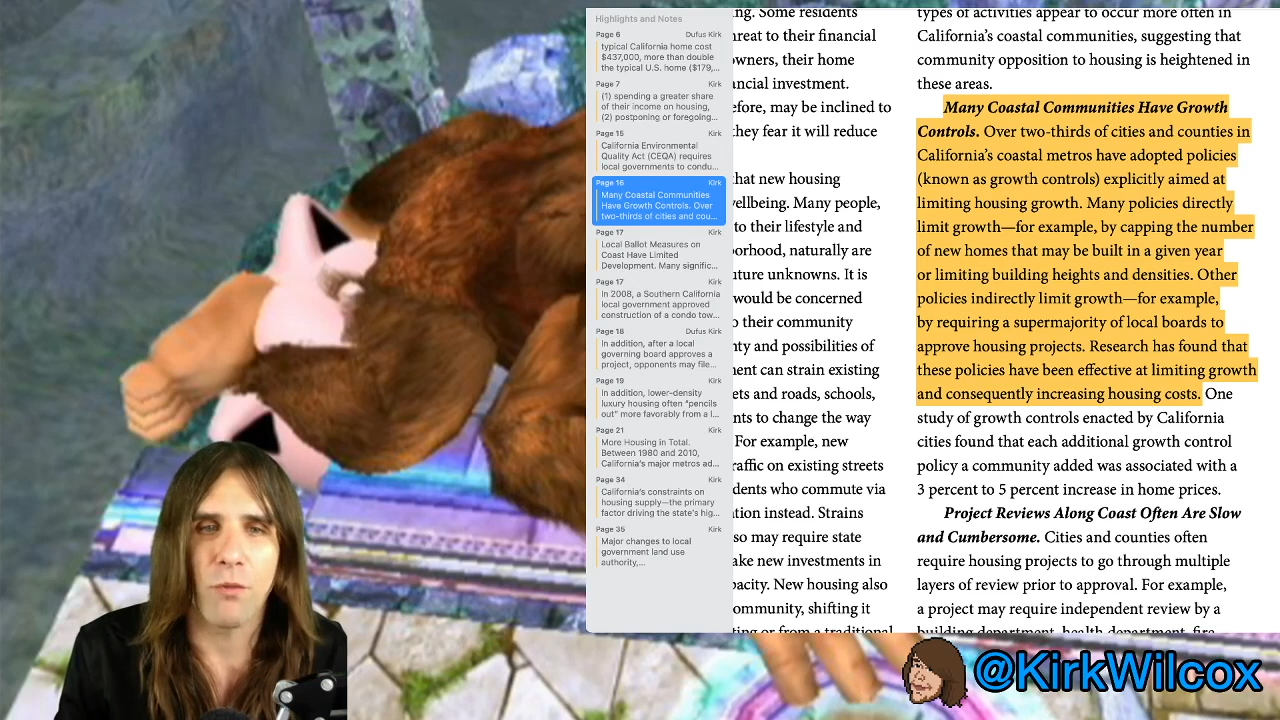 Highlights and Notes
Page 6 Dufus Kirk
typical California home cost
$437,000, more than double
the typical U.S. home ($179,...
Page 7 Kirk
(1) spending a greater share
of their income on housing,
(2) postponing or foregoing...
Page 15 Kirk
California Environmental
Quality Act (CEQA) requires
local governments to condu...
Page 16 Kirk
Many Coastal Communities
Have Growth Controls. Over
two-thirds of cities and cou...
Page 17 Kirk
Local Ballot Measures on
Coast Have Limited
Development. Many signific...
Page 17 Kirk
In 2008, a Southern California
local government approved
construction of a condo tow...
Page 18 Dufus Kirk
In addition, after a local
governing board approves a
project, opponents may file...
Page 19 Kirk
In addition, lower-density
luxury housing often “pencils
out” more favorably from a l...
Page 21 Kirk
More Housing in Total.
Between 1980 and 2010,
California’s major metros ad...
Page 34 Kirk
California’s constraints on
housing supply—the primary
factor driving the state’s hig...
Page 35 Kirk
Major changes to local
government land use
authority,...
ng. Some residents
hreat to their financial
owners, their home
ancial investment.
efore, may be inclined to
they fear it will reduce
that new housing
wellbeing. Many people,
to their lifestyle and
borhood, naturally are
uture unknowns. It is
would be concerned
o their community
nty and possibilities of
ment can strain existing
ets and roads, schools,
nts to change the way
For example, new
raffic on existing streets
idents who commute via
tion instead. Strains
so may require state
ake new investments in
pacity. New housing also
ommunity, shifting it
ting or from a traditional
types of activities appear to occur more often in
California’s coastal communities, suggesting that
community opposition to housing is heightened in
these areas.
Many Coastal Communities Have Growth
Controls. Over two-thirds of cities and counties in
California’s coastal metros have adopted policies
(known as growth controls) explicitly aimed at
limiting housing growth. Many policies directly
limit growth—for example, by capping the number
of new homes that may be built in a given year
or limiting building heights and densities. Other
policies indirectly limit growth—for example,
by requiring a supermajority of local boards to
approve housing projects. Research has found that
these policies have been effective at limiting growth
and consequently increasing housing costs. One
study of growth controls enacted by California
cities found that each additional growth control
policy a community added was associated with a
3 percent to 5 percent increase in home prices.
Project Reviews Along Coast Often Are Slow
and Cumbersome. Cities and counties often
require housing projects to go through multiple
layers of review prior to approval. For example,
a project may require independent review by a
building department, health department, fire
@KirkWilcox